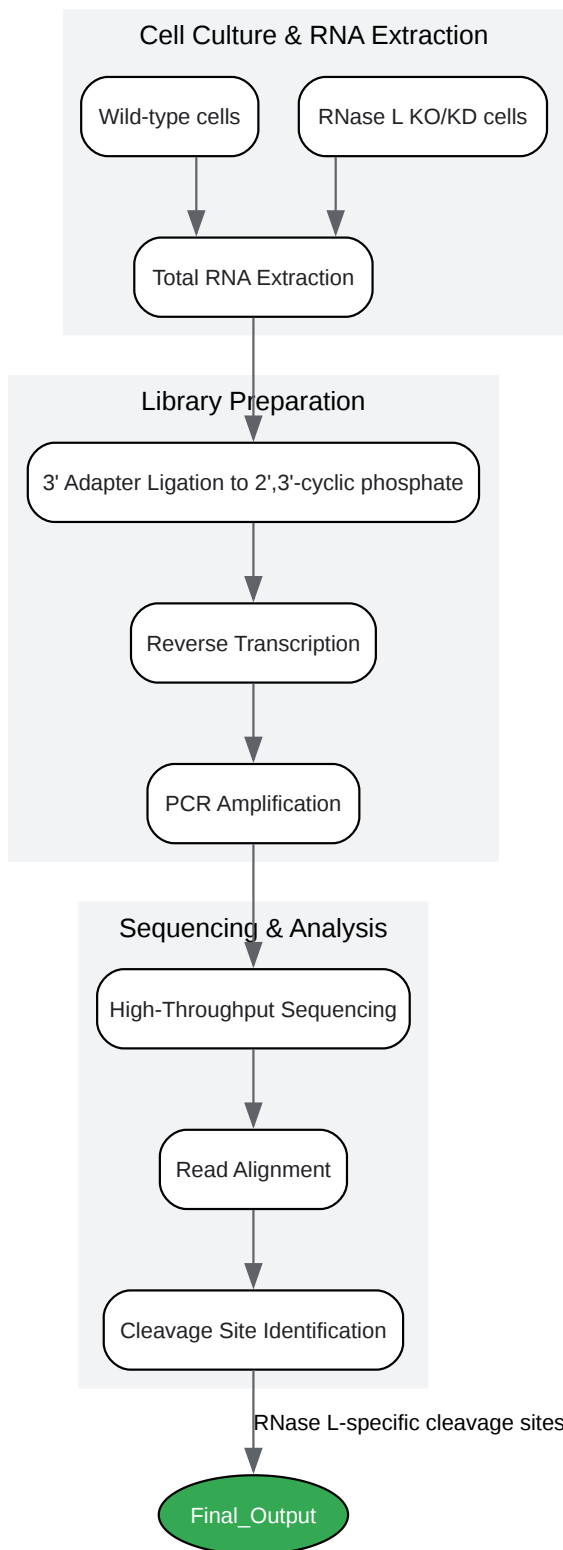 Cell Culture & RNA Extraction
Wild-type cells
RNase L KO/KD cells
Total RNA Extraction
Library Preparation
3' Adapter Ligation to 2',3'-cyclic phosphate
Reverse Transcription
PCR Amplification
Sequencing & Analysis
High-Throughput Sequencing
Read Alignment
Cleavage Site Identification
RNase L-specific cleavage sites
Final_Output